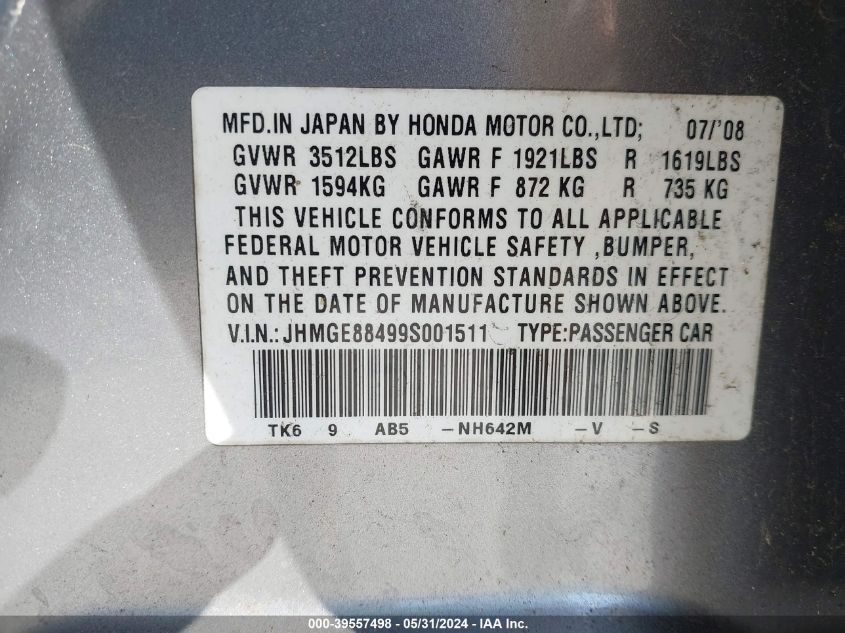 MFD.IN JAPAN BY HONDA MOTOR CO.,LTD; 07/'08
GVWR 3512LBS GAWR F 1921LBS R 1619LBS
GVWR 1594KG GAWR F 872 KG R 735 KG
THIS VEHICLE CONFORMS TO ALL APPLICABLE
FEDERAL MOTOR VEHICLE SAFETY ,BUMPER,
AND THEFT PREVENTION STANDARDS IN EFFECT
ON THE DATE OF MANUFACTURE SHOWN ABOVE.
V.I.N.: JHMGE88499S001511 TYPE:PASSENGER CAR
TK6 9 AB5 -NH642M -V -S
000-39557498 - 05/31/2024 - IAA Inc.